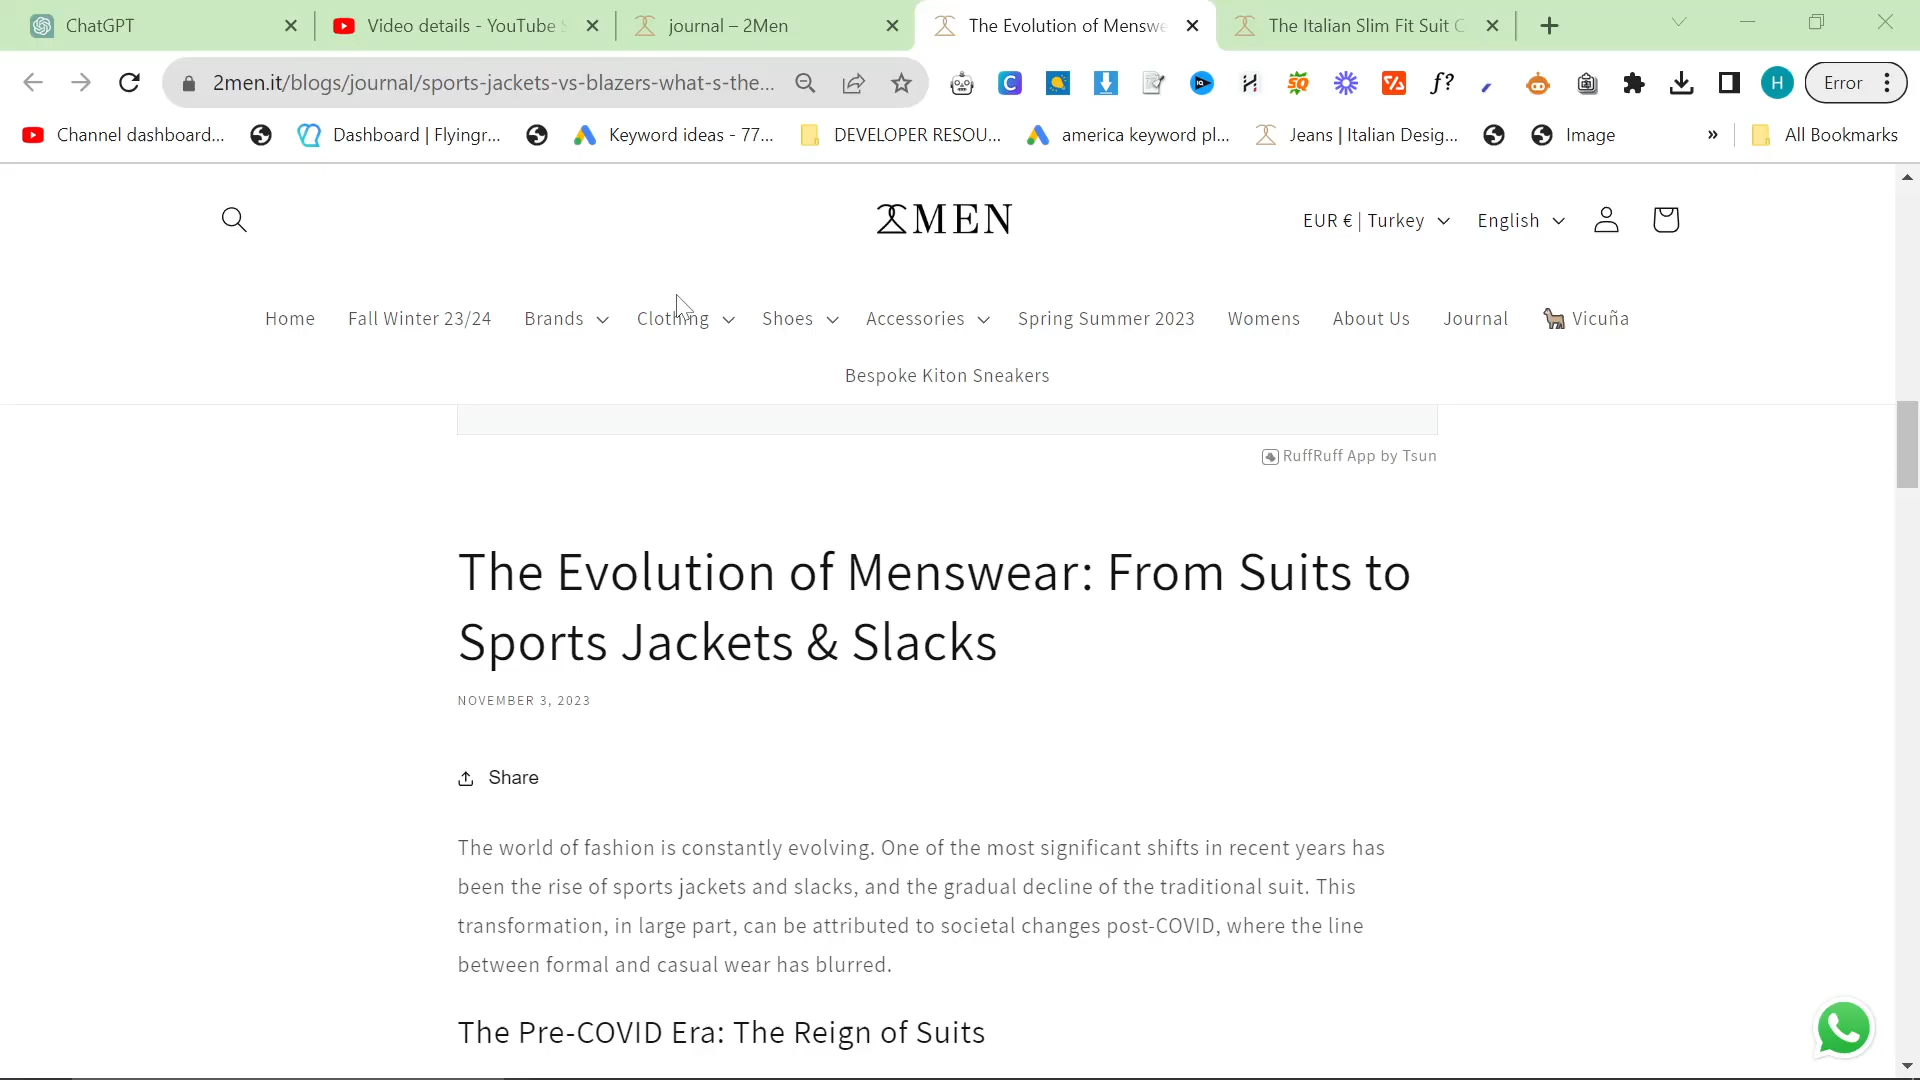 ChatGPT
Video details - YouTube S
journal – 2Men
The Evolution of Menswe
The Italian Slim Fit Suit C
2men.it/blogs/journal/sports-jackets-vs-blazers-what-s-the...
H
Error
Channel dashboard...
Dashboard | Flyingr...
Keyword ideas - 77...
DEVELOPER RESOU...
america keyword pl...
Jeans | Italian Desig...
Image
»
All Bookmarks
2MEN
EUR € | Turkey
English
Home
Fall Winter 23/24
Brands
Clothing
Shoes
Accessories
Spring Summer 2023
Womens
About Us
Journal
Vicuña
Bespoke Kiton Sneakers
RuffRuff App by Tsun
The Evolution of Menswear: From Suits to
Sports Jackets & Slacks
NOVEMBER 3, 2023
Share
The world of fashion is constantly evolving. One of the most significant shifts in recent years has
been the rise of sports jackets and slacks, and the gradual decline of the traditional suit. This
transformation, in large part, can be attributed to societal changes post-COVID, where the line
between formal and casual wear has blurred.
The Pre-COVID Era: The Reign of Suits